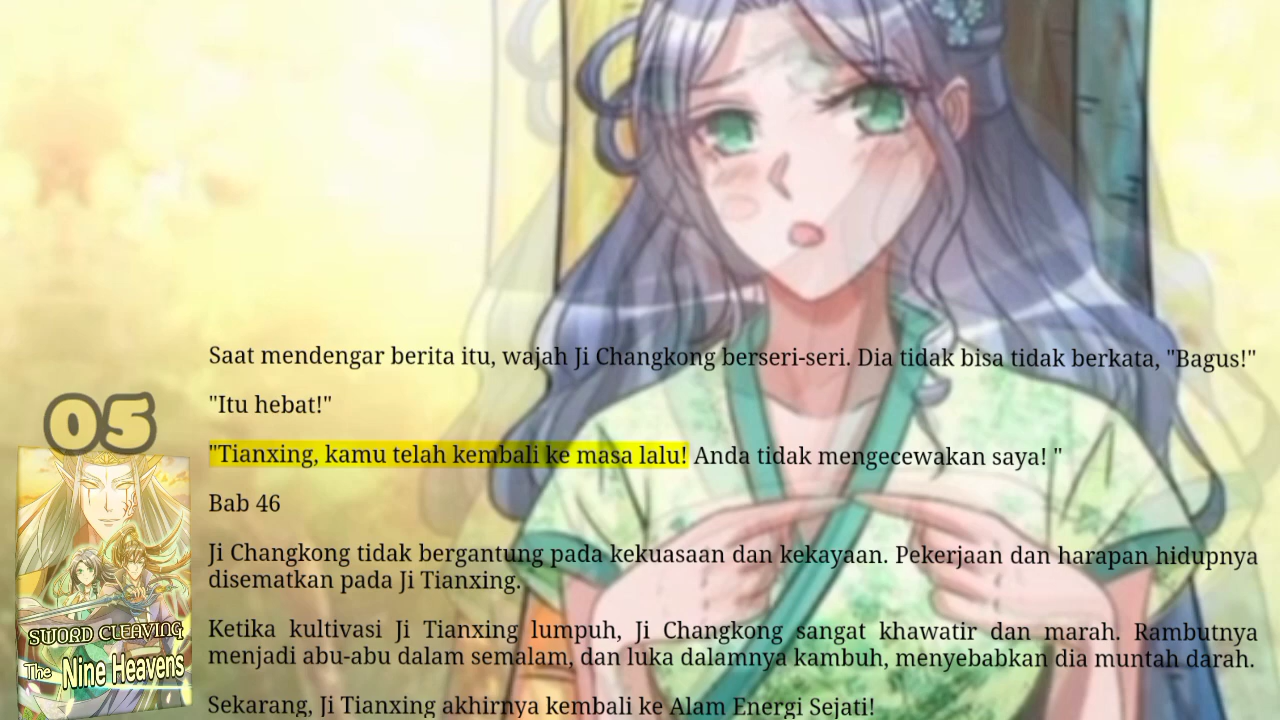 Saat mendengar berita itu, wajah Ji Changkong berseri-seri. Dia tidak bisa tidak berkata, "Bagus!"
"Itu hebat!"
"Tianxing, kamu telah kembali ke masa lalu! Anda tidak mengecewakan saya! "
Bab 46
Ji Changkong tidak bergantung pada kekuasaan dan kekayaan. Pekerjaan dan harapan hidupnya
disematkan pada Ji Tianxing.
Ketika kultivasi Ji Tianxing lumpuh, Ji Changkong sangat khawatir dan marah. Rambutnya
menjadi abu-abu dalam semalam, dan luka dalamnya kambuh, menyebabkan dia muntah darah.
Sekarang, Ji Tianxing akhirnya kembali ke Alam Energi Sejati!
05
SWORD CLEAVING
The Nine Heavens